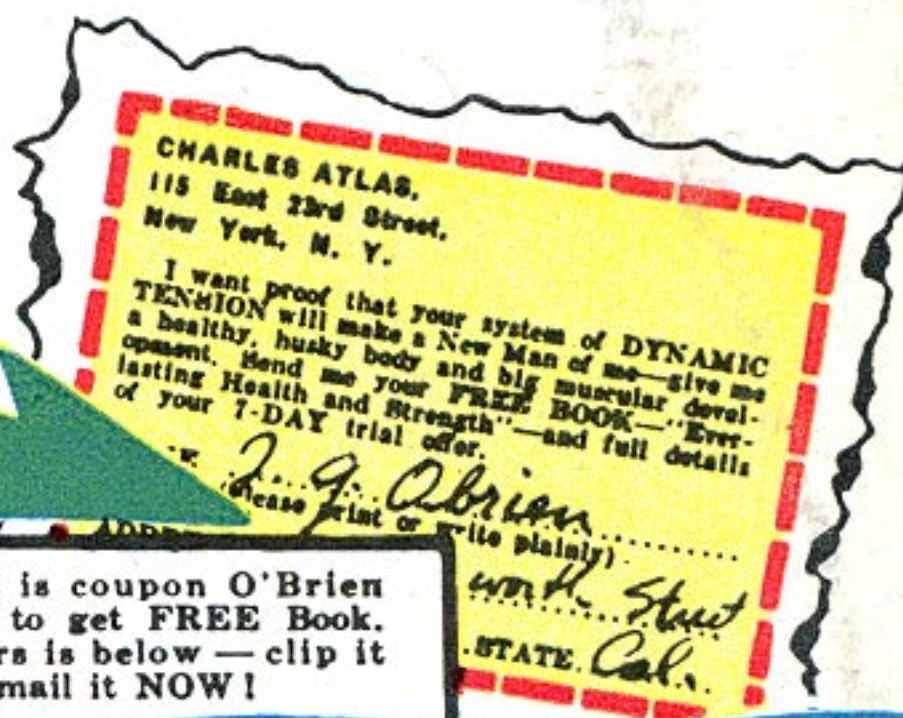 CHARLES ATLAS,
115 East 23rd Street,
New York, N. Y.
I want proof that your system of DYNAMIC
TENSION will make a New Man of me—give me
a healthy, husky body and big muscular devel-
opment. Send me your FREE BOOK—"Ever-
lasting Health and Strength"—and full details
of your 7-DAY trial offer.
J. G. Obrien
print or write plainly)
worth Street
STATE Cal.
is coupon O'Brien
to get FREE Book.
rs is below — clip it
mail it NOW!